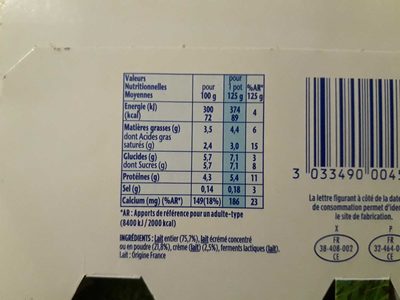 Valeurs Nutritionnelles Moyennes pour 100 g pour 1 pot 125 g %AR* 125 g
Energie (kJ) 300 374 4
(kcal) 72 89
Matières grasses (g) 3,5 4,4 6
dont Acides gras
saturés (g) 2,4 3,0 15
Glucides (g) 5,7 7,1 3
dont Sucres (g) 5,7 7,1 8
Protéines (g) 4,3 5,4 11
Sel (g) 0,14 0,18 3
Calcium (mg) (%AR*) 149(18%) 186 23
*AR : Apports de référence pour un adulte-type
(8400 kJ / 2000 kcal)
INGRÉDIENTS : Lait entier (75,7%), lait écrémé concentré
ou en poudre (21,8%), crème (lait) (2,5%), ferments lactiques (lait).
Lait : Origine France
3 033490 0045
La lettre figurant à côté de la date
de consommation permet d'iden
le site de fabrication.
X P
FR FR
38-408-002 32-464-0
CE CE